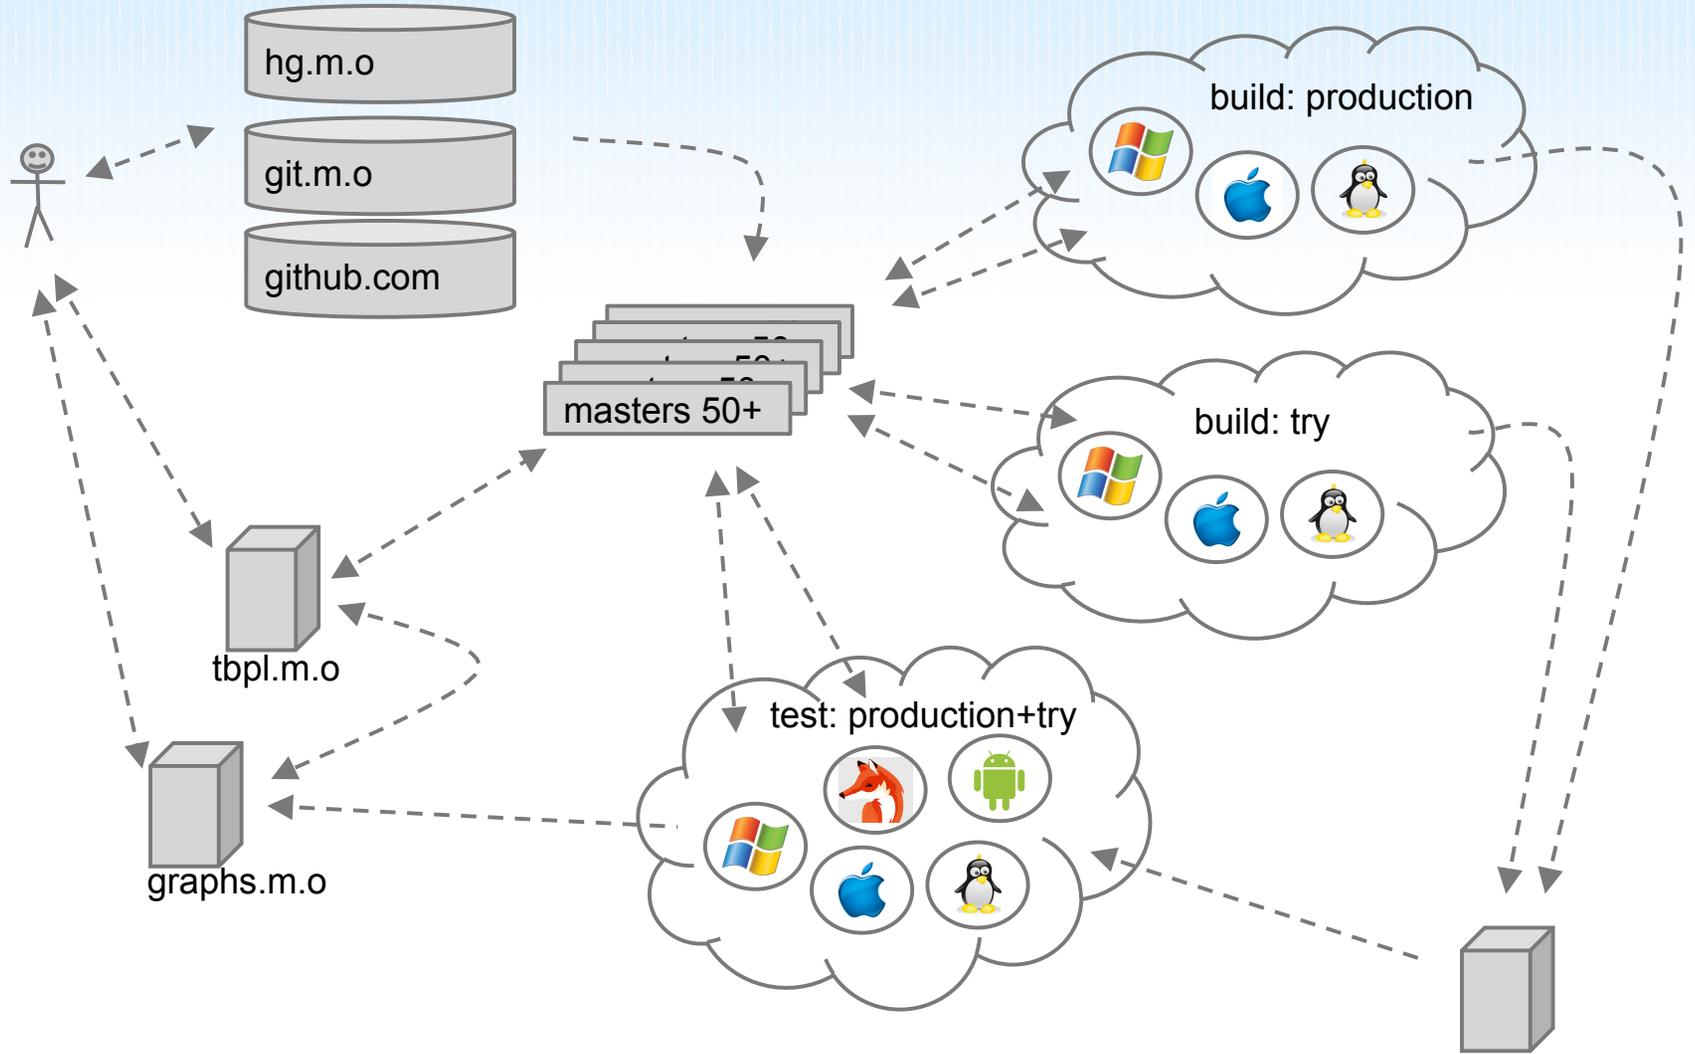 hg.m.o
git.m.o
github.com
build: production
masters 50+
build: try
tbpl.m.o
test: production+try
graphs.m.o